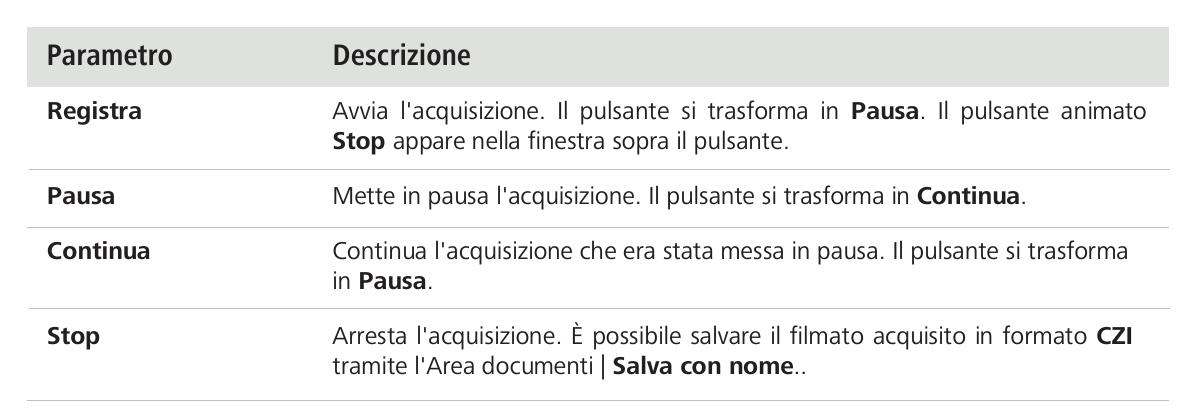 Parametro Descrizione
Registra Avvia l'acquisizione. Il pulsante si trasforma in Pausa. Il pulsante animato
Stop appare nella finestra sopra il pulsante.
Pausa Mette in pausa l'acquisizione. Il pulsante si trasforma in Continua.
Continua Continua l'acquisizione che era stata messa in pausa. Il pulsante si trasforma
in Pausa.
Stop Arresta l'acquisizione. È possibile salvare il filmato acquisito in formato CZI
tramite l'Area documenti | Salva con nome..